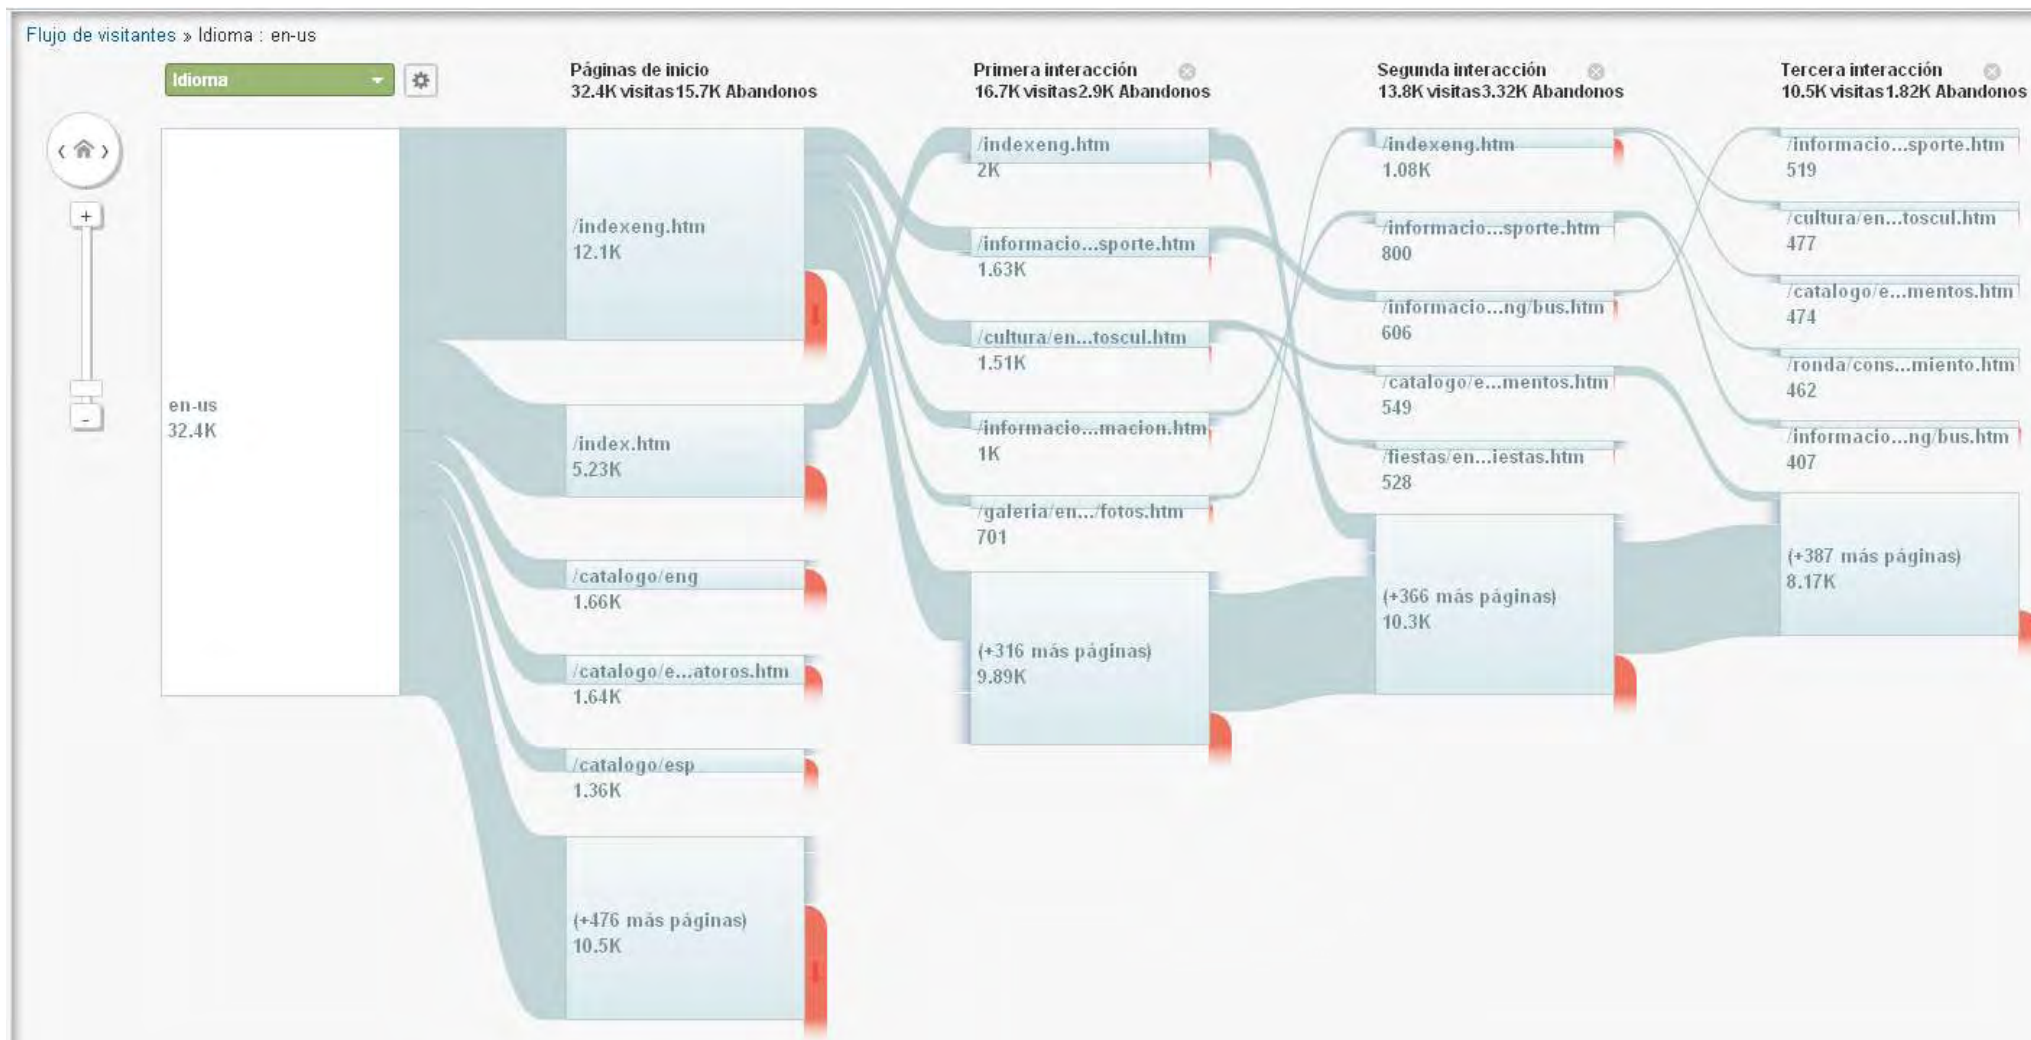 Flujo de visitantes » Idioma : en-us
Idioma
en-us
32.4K
Páginas de inicio
32.4K visitas15.7K Abandonos
/indexeng.htm
12.1K
/index.htm
5.23K
/catalogo/eng
1.66K
/catalogo/e...atoros.htm
1.64K
/catalogo/esp
1.36K
(+476 más páginas)
10.5K
Primera interacción
16.7K visitas2.9K Abandonos
/indexeng.htm
2K
/informacio...sporte.htm
1.63K
/cultura/en...toscul.htm
1.51K
/informacio...macion.htm
1K
/galeria/en.../fotos.htm
701
(+316 más páginas)
9.89K
Segunda interacción
13.8K visitas3.32K Abandonos
/indexeng.htm
1.08K
/informacio...sporte.htm
800
/informacio...ng/bus.htm
606
/catalogo/e...mentos.htm
549
/fiestas/en...iestas.htm
528
(+366 más páginas)
10.3K
Tercera interacción
10.5K visitas1.82K Abandonos
/informacio...sporte.htm
519
/cultura/en...toscul.htm
477
/catalogo/e...mentos.htm
474
/ronda/cons...miento.htm
462
/informacio...ng/bus.htm
407
(+387 más páginas)
8.17K